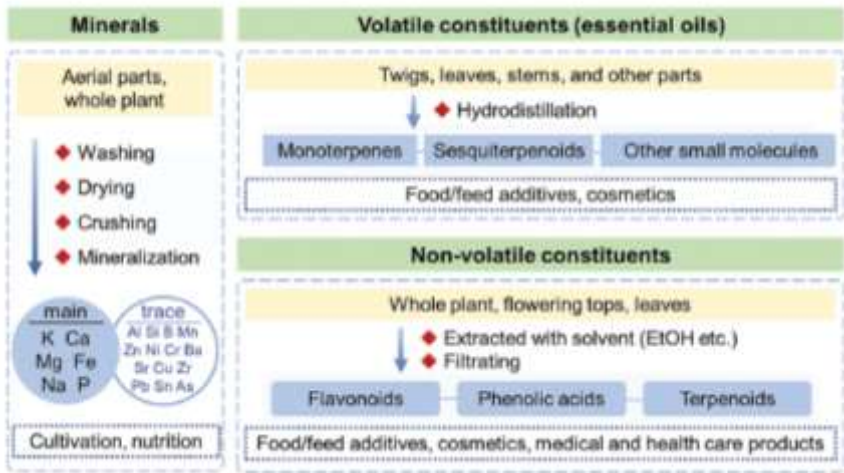 Minerals
Aerial parts,
whole plant
Washing
Drying
Crushing
Mineralization
main
K Ca
Mg Fe
Na P
trace
Al Si B Mn
Zn Ni Cr Ba
Sr Cu Zr
Pb Sn As
Cultivation, nutrition
Volatile constituents (essential oils)
Twigs, leaves, stems, and other parts
Hydrodistillation
Monoterpenes
Sesquiterpenoids
Other small molecules
Food/feed additives, cosmetics
Non-volatile constituents
Whole plant, flowering tops, leaves
Extracted with solvent (EtOH etc.)
Filtrating
Flavonoids
Phenolic acids
Terpenoids
Food/feed additives, cosmetics, medical and health care products